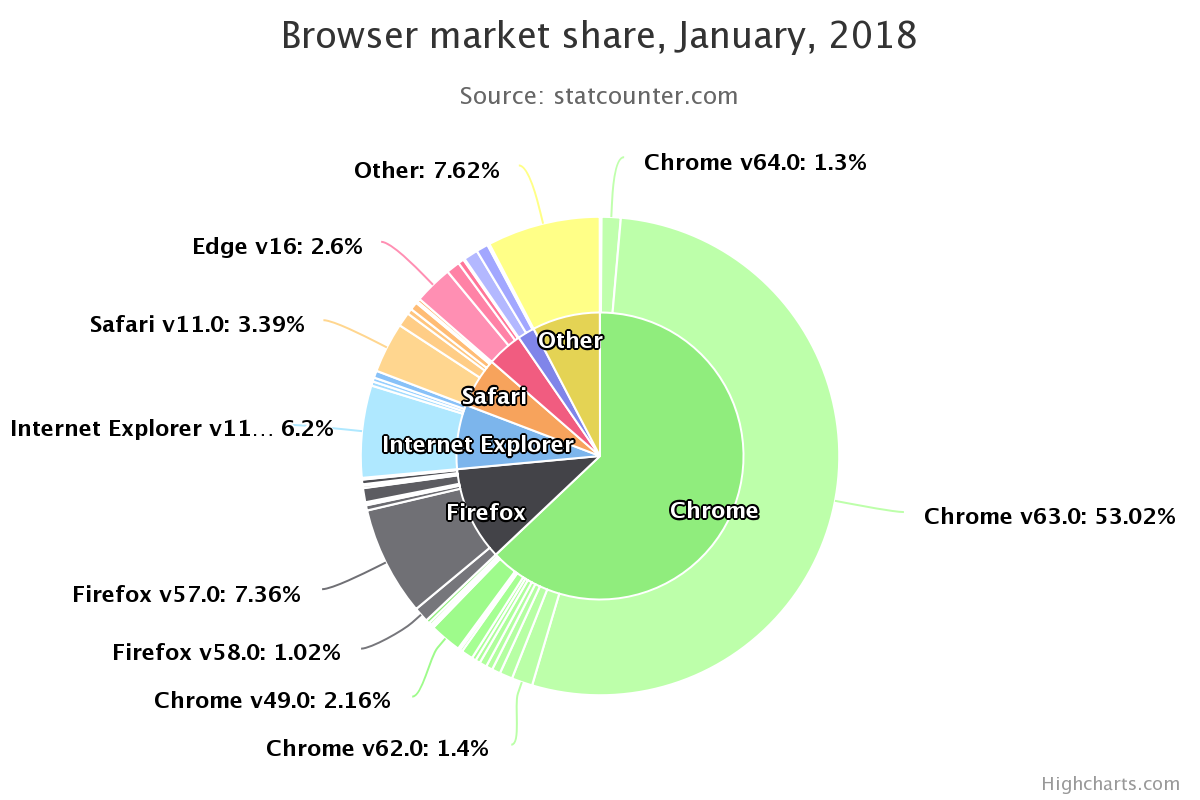 Browser market share, January, 2018
Source: statcounter.com
Other: 7.62%
Chrome v64.0: 1.3%
Edge v16: 2.6%
Safari v11.0: 3.39%
Other
Safari
Internet Explorer v11... 6.2%
Internet Explorer
Firefox
Chrome
Chrome v63.0: 53.02%
Firefox v57.0: 7.36%
Firefox v58.0: 1.02%
Chrome v49.0: 2.16%
Chrome v62.0: 1.4%
Highcharts.com